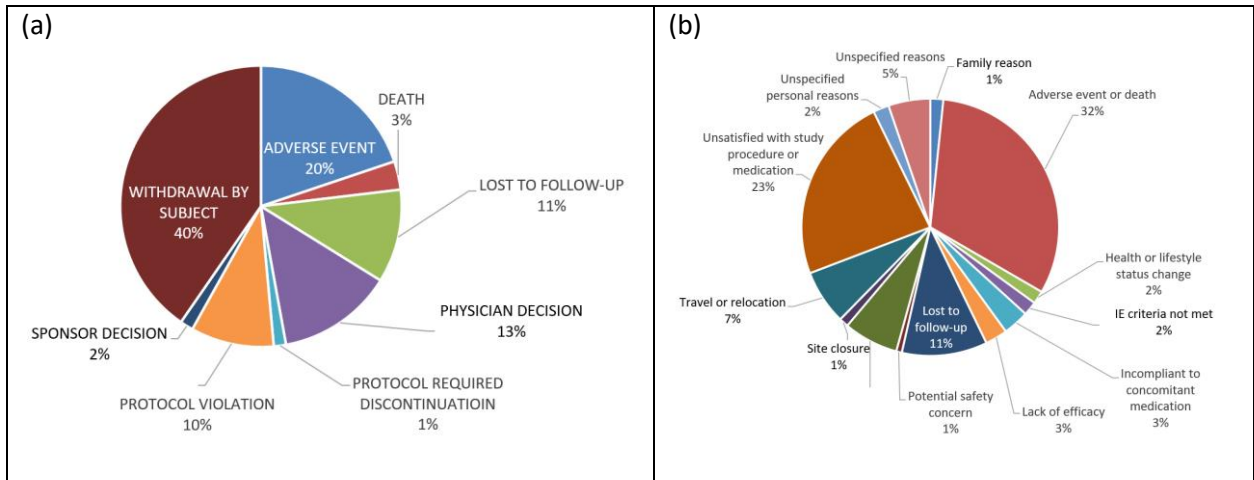 (a)
DEATH
3%
ADVERSE EVENT
20%
LOST TO FOLLOW-UP
11%
WITHDRAWAL BY
SUBJECT
40%
PHYSICIAN DECISION
13%
SPONSOR DECISION
2%
PROTOCOL REQUIRED
DISCONTINUATIOIN
1%
PROTOCOL VIOLATION
10%
(b)
Unspecified reasons
5%
Family reason
1%
Unspecified
personal reasons
2%
Adverse event or death
32%
Unsatisfied with study
procedure or
medication
23%
Health or lifestyle
status change
2%
Travel or relocation
7%
Lost to
follow-up
11%
IE criteria not met
2%
Site closure
1%
Incompliant to
concomitant
medication
3%
Potential safety
concern
1%
Lack of efficacy
3%